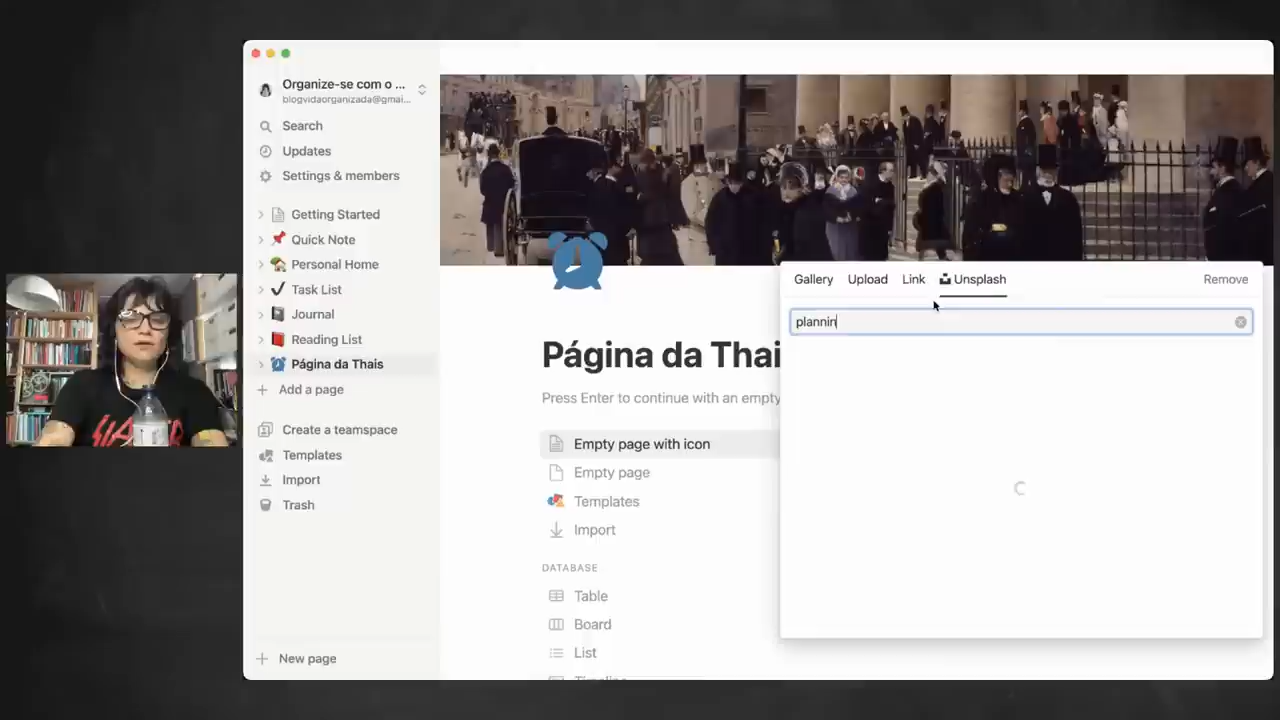 Organize-se com o ...
blogvidaorganizada@gmai...
Search
Updates
Settings & members
Getting Started
Quick Note
Personal Home
Task List
Journal
Reading List
Página da Thais
Add a page
Create a teamspace
Templates
Import
Trash
New page
Página da Thai
Press Enter to continue with an empty
Empty page with icon
Empty page
Templates
Import
DATABASE
Table
Board
List
Gallery Upload Link Unsplash Remove
plannin